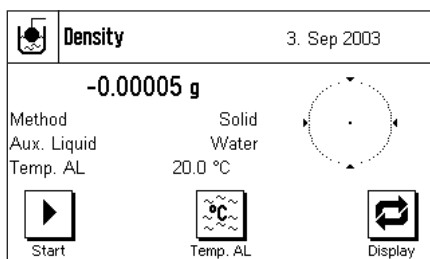 Density 3. Sep 2003
-0.00005 g
Method Solid
Aux. Liquid Water
Temp. AL 20.0 °C
°C
Start Temp. AL Display